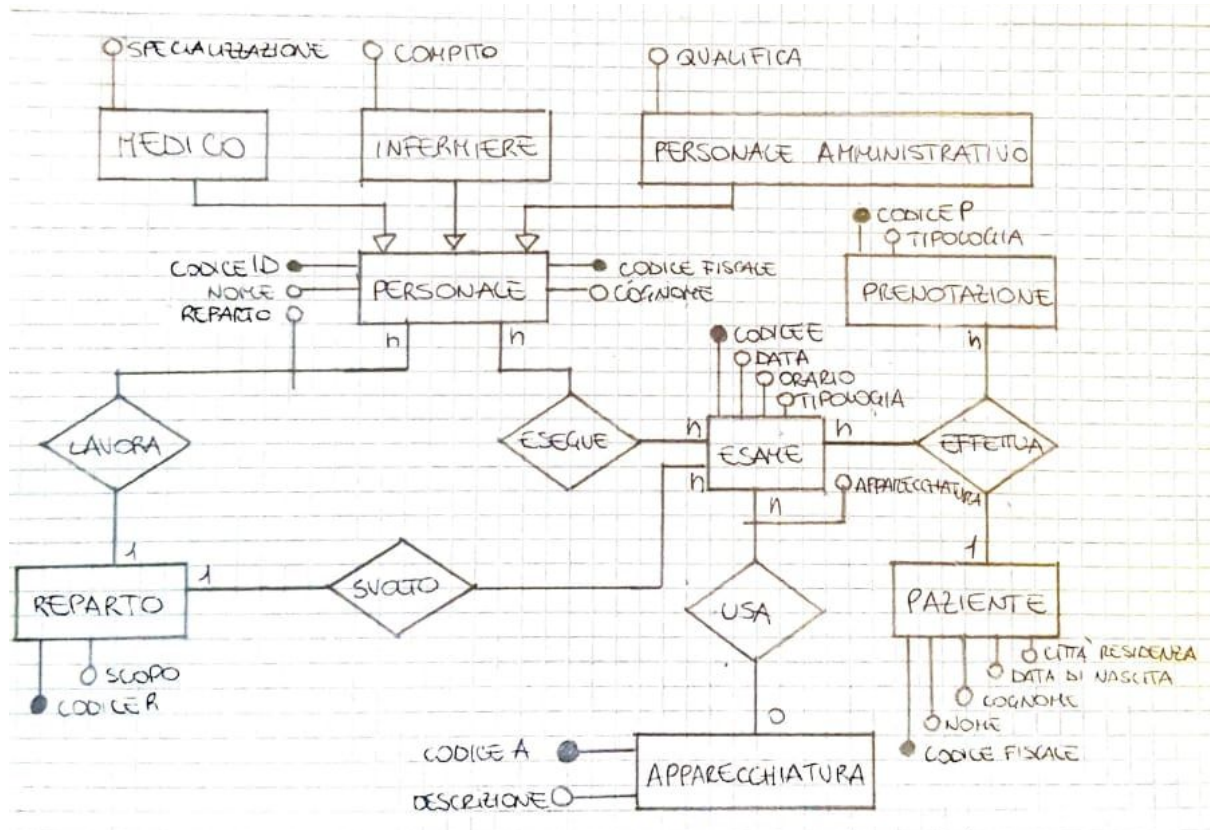 SPECIALIZZAZIONE
COMPITO
QUALIFICA
MEDICO
INFERMIERE
PERSONALE AMMINISTRATIVO
CODICE P
TIPOLOGIA
PRENOTAZIONE
n
CODICE ID
NOME
REPARTO
PERSONALE
CODICE FISCALE
COGNOME
n
n
CODICE E
DATA
ORARIO
TIPOLOGIA
LAVORA
ESEGUE
n
ESAME
n
EFFETTUA
n
n
APPARECCHIATURA
1
1
REPARTO
1
SVOLTO
USA
PAZIENTE
SCOPO
CODICE R
CITTÀ RESIDENZA
DATA DI NASCITA
COGNOME
NOME
CODICE FISCALE
0
CODICE A
DESCRIZIONE
APPARECCHIATURA